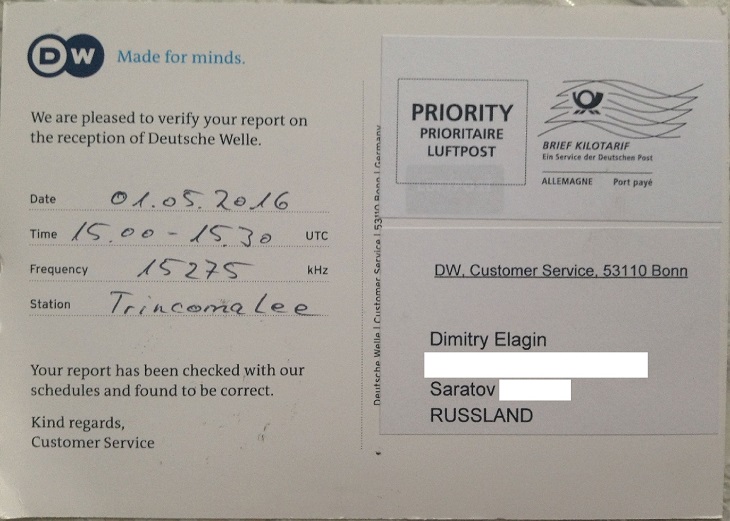 DW Made for minds.
We are pleased to verify your report on
the reception of Deutsche Welle.
Date 01.05.2016
Time 15.00 - 15.30 UTC
Frequency 15275 kHz
Station Trincomalee
Your report has been checked with our
schedules and found to be correct.
Kind regards,
Customer Service
Deutsche Welle | Customer Service | 53110 Bonn | Germany
PRIORITY
PRIORITAIRE
LUFTPOST
BRIEF KILOTARIF
Ein Service der Deutschen Post
ALLEMAGNE Port payé
DW, Customer Service, 53110 Bonn
Dimitry Elagin
Saratov
RUSSLAND